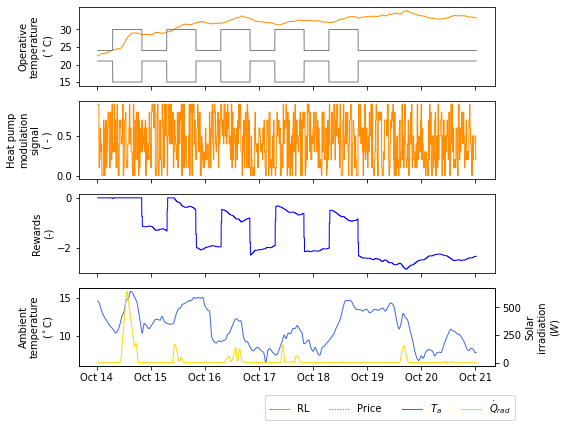 Operative
temperature
(°C)
30
25
20
15
Heat pump
modulation
signal
( - )
0.5
0.0
Rewards
(-)
0
−2
Ambient
temperature
(°C)
15
10
Solar
irradiation
(W)
500
250
0
Oct 14 Oct 15 Oct 16 Oct 17 Oct 18 Oct 19 Oct 20 Oct 21
RL Price Tₐ Q̇rad